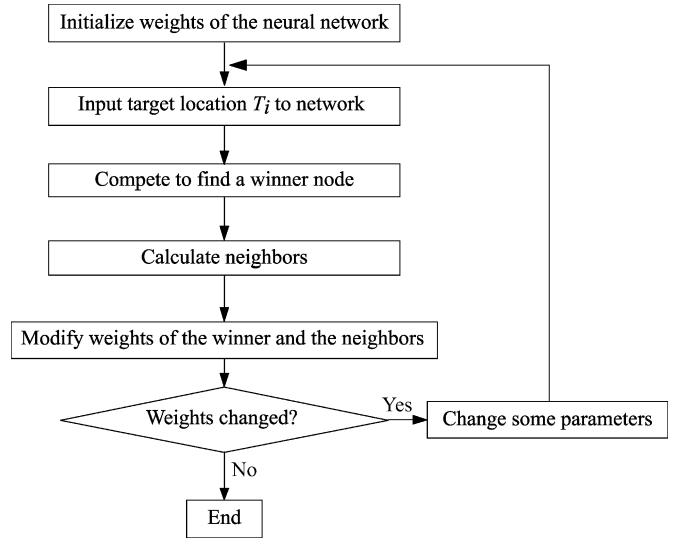 Initialize weights of the neural network
Input target location Ti to network
Compete to find a winner node
Calculate neighbors
Modify weights of the winner and the neighbors
Weights changed?
Yes
Change some parameters
No
End